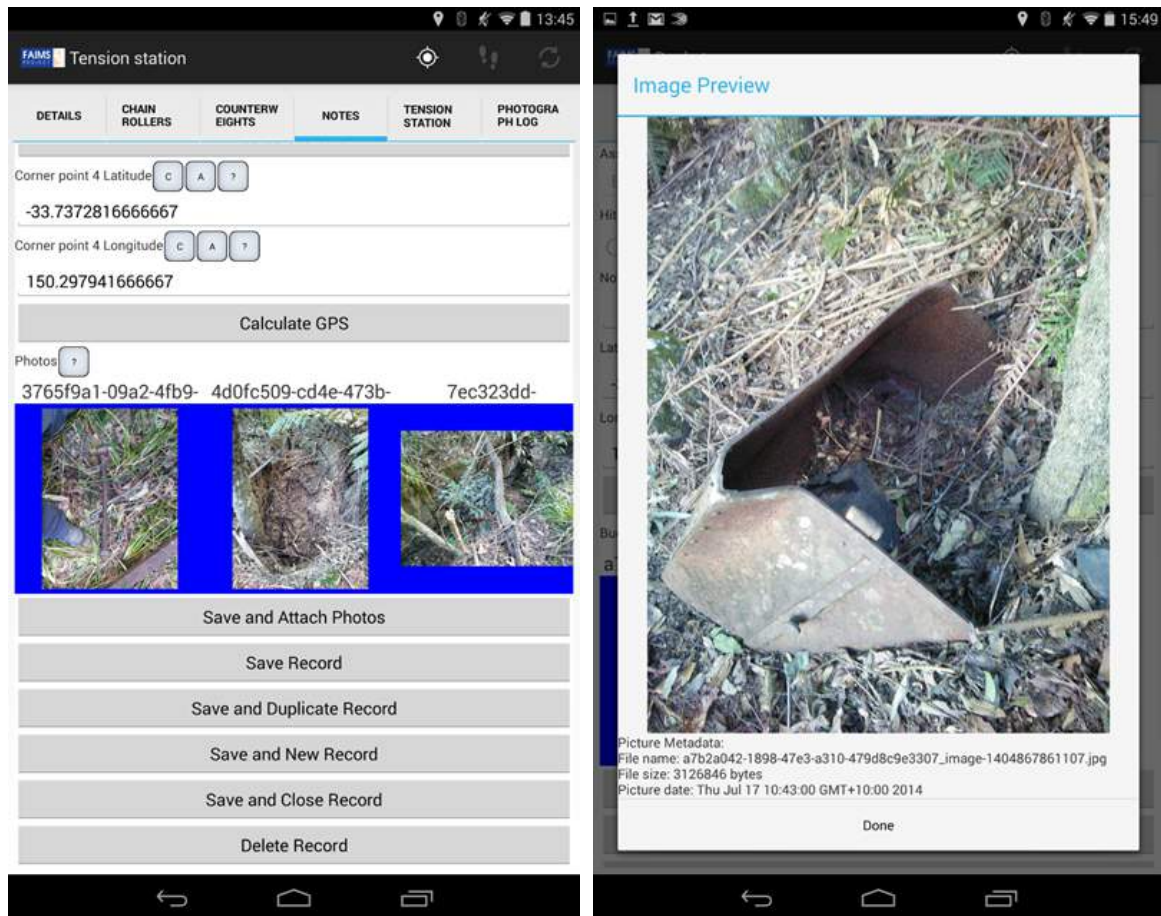 13:45
FAIMS PROJECT Tension station
DETAILS
CHAIN ROLLERS
COUNTERW EIGHTS
NOTES
TENSION STATION
PHOTOGRA PH LOG
Corner point 4 Latitude C A ?
-33.7372816666667
Corner point 4 Longitude C A ?
150.297941666667
Calculate GPS
Photos ?
3765f9a1-09a2-4fb9- 4d0fc509-cd4e-473b- 7ec323dd-
Save and Attach Photos
Save Record
Save and Duplicate Record
Save and New Record
Save and Close Record
Delete Record
15:49
Image Preview
Picture Metadata:
File name: a7b2a042-1898-47e3-a310-479d8c9e3307_image-1404867861107.jpg
File size: 3126846 bytes
Picture date: Thu Jul 17 10:43:00 GMT+10:00 2014
Done